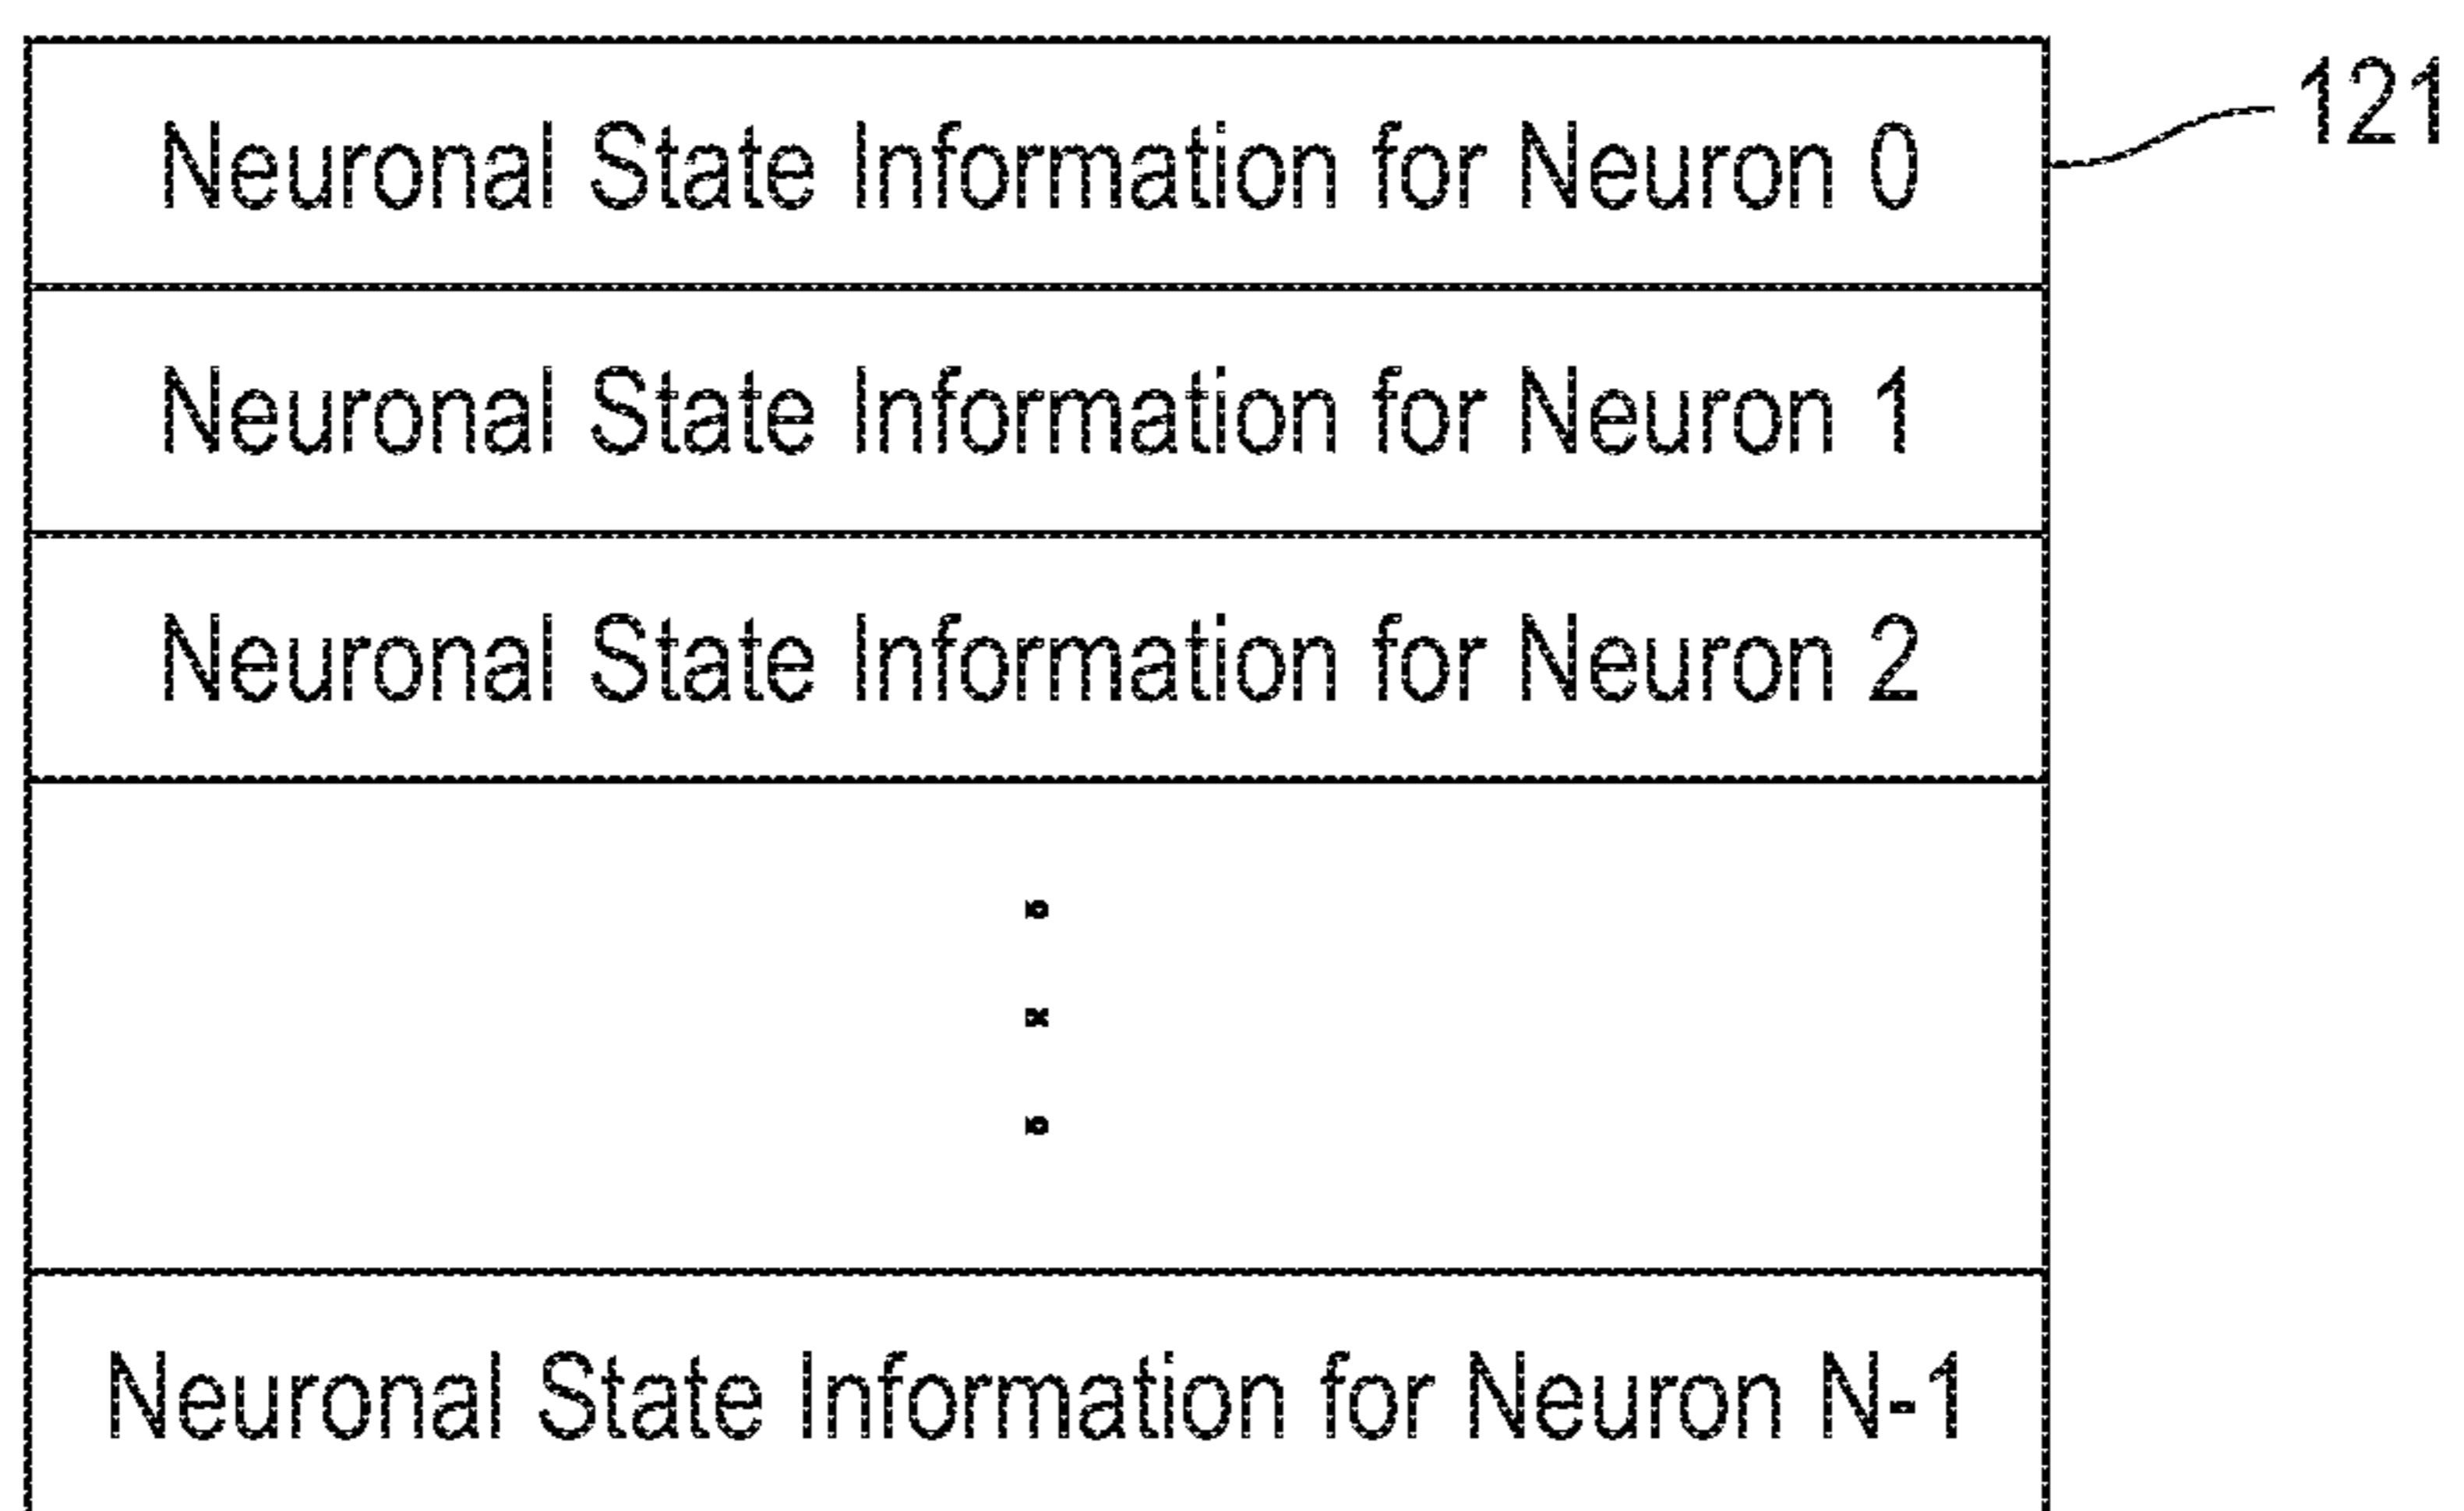 Neuronal State Information for Neuron 0
121
Neuronal State Information for Neuron 1
Neuronal State Information for Neuron 2
Neuronal State Information for Neuron N-1